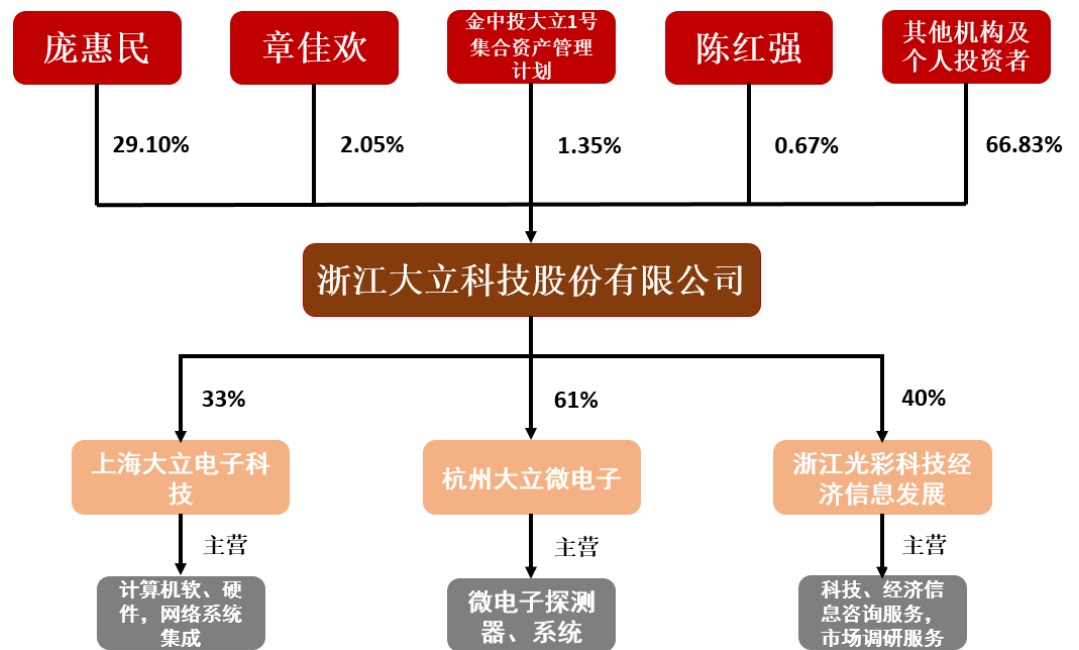 庞惠民
章佳欢
金中投大立1号
集合资产管理
计划
陈红强
其他机构及
个人投资者
29.10%
2.05%
1.35%
0.67%
66.83%
浙江大立科技股份有限公司
33%
61%
40%
上海大立电子科
技
杭州大立微电子
浙江光彩科技经
济信息发展
主营
主营
主营
计算机软、硬
件，网络系统
集成
微电子探测
器、系统
科技、经济信
息咨询服务，
市场调研服务